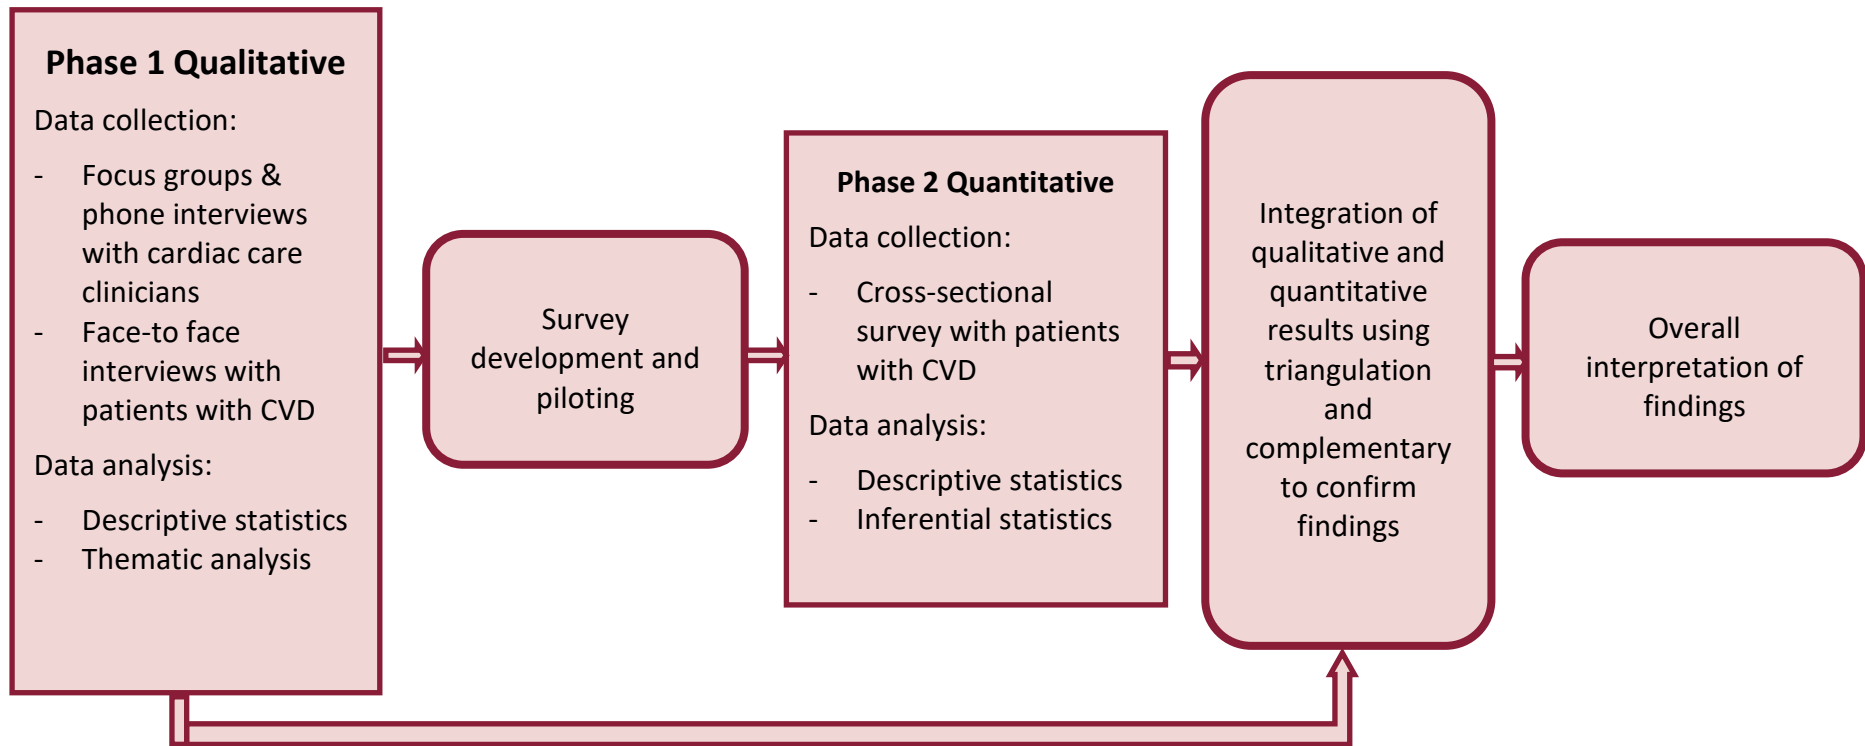 Phase 1 Qualitative
Data collection:
- Focus groups &
phone interviews
with cardiac care
clinicians
- Face-to face
interviews with
patients with CVD
Data analysis:
- Descriptive statistics
- Thematic analysis
Survey
development and
piloting
Phase 2 Quantitative
Data collection:
- Cross-sectional
survey with patients
with CVD
Data analysis:
- Descriptive statistics
- Inferential statistics
Integration of
qualitative and
quantitative
results using
triangulation
and
complementary
to confirm
findings
Overall
interpretation of
findings